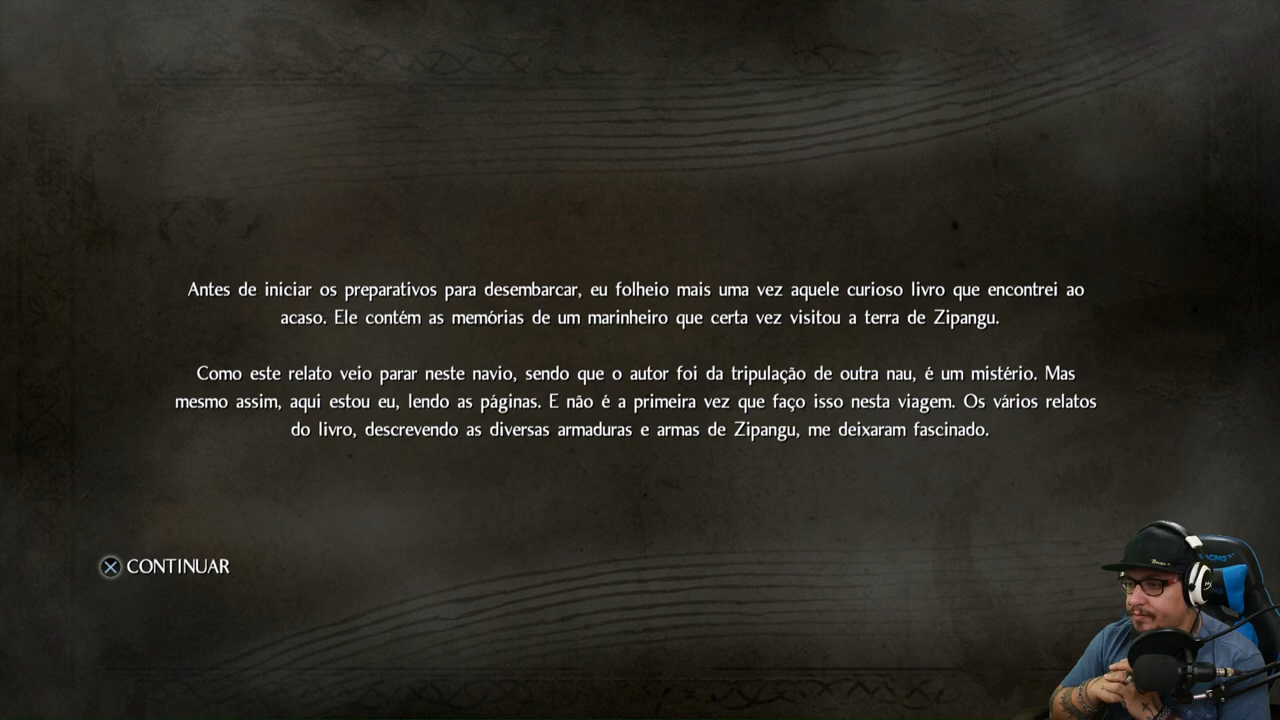 Antes de iniciar os preparativos para desembarcar, eu folheio mais uma vez aquele curioso livro que encontrei ao
acaso. Ele contém as memórias de um marinheiro que certa vez visitou a terra de Zipangu.
Como este relato veio parar neste navio, sendo que o autor foi da tripulação de outra nau, é um mistério. Mas
mesmo assim, aqui estou eu, lendo as páginas. E não é a primeira vez que faço isso nesta viagem. Os vários relatos
do livro, descrevendo as diversas armaduras e armas de Zipangu, me deixaram fascinado.
CONTINUAR